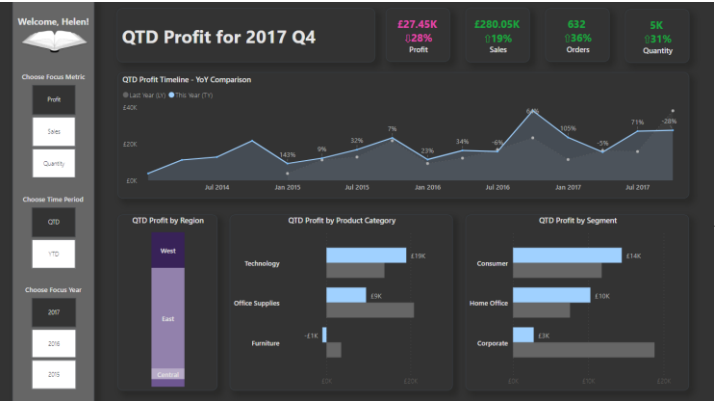 Welcome, Helen!
Choose Focus Metric
Profit
Sales
Quantity
Choose Time Period
QTD
YTD
Choose Focus Year
2017
2016
2015
QTD Profit for 2017 Q4
£27.45K
⇩28%
Profit
£280.05K
⇧19%
Sales
632
⇧36%
Orders
5K
⇧31%
Quantity
QTD Profit Timeline - YoY Comparison
Last Year (LY) This Year (TY)
£40K
£20K
£0K
143%
9%
32%
7%
23%
34%
-6%
64%
105%
-5%
71%
-28%
Jul 2014 Jan 2015 Jul 2015 Jan 2016 Jul 2016 Jan 2017 Jul 2017
QTD Profit by Region
West
East
Central
QTD Profit by Product Category
Technology £19K
Office Supplies £9K
Furniture -£1K
£0K £20K
QTD Profit by Segment
Consumer £14K
Home Office £10K
Corporate £3K
£0K £10K £20K